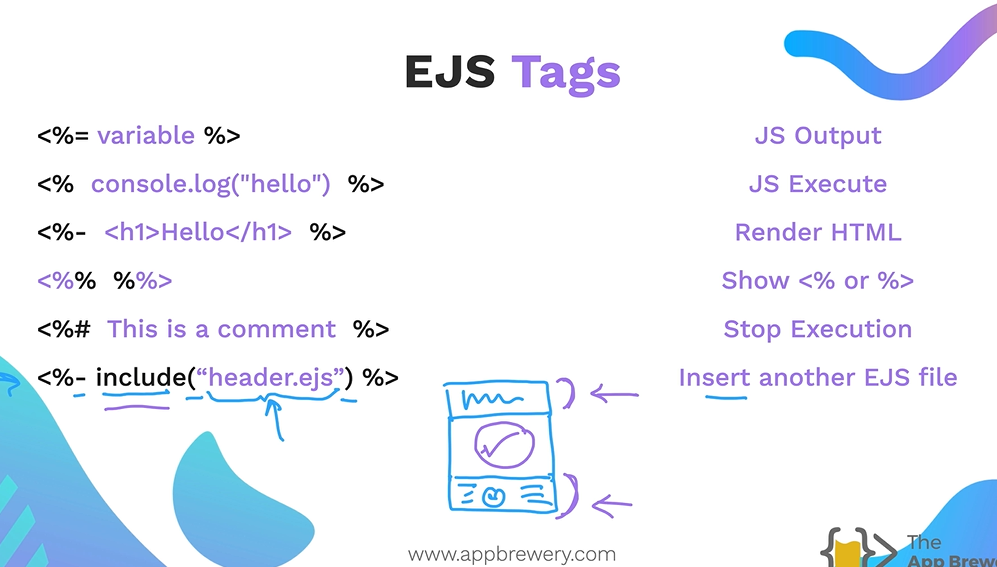 EJS Tags
<%= variable %> JS Output
<% console.log("hello") %> JS Execute
<%- <h1>Hello</h1> %> Render HTML
<%% %%> Show <% or %>
<%# This is a comment %> Stop Execution
<%- include(“header.ejs”) %> Insert another EJS file
www.appbrewery.com
The
App Brew